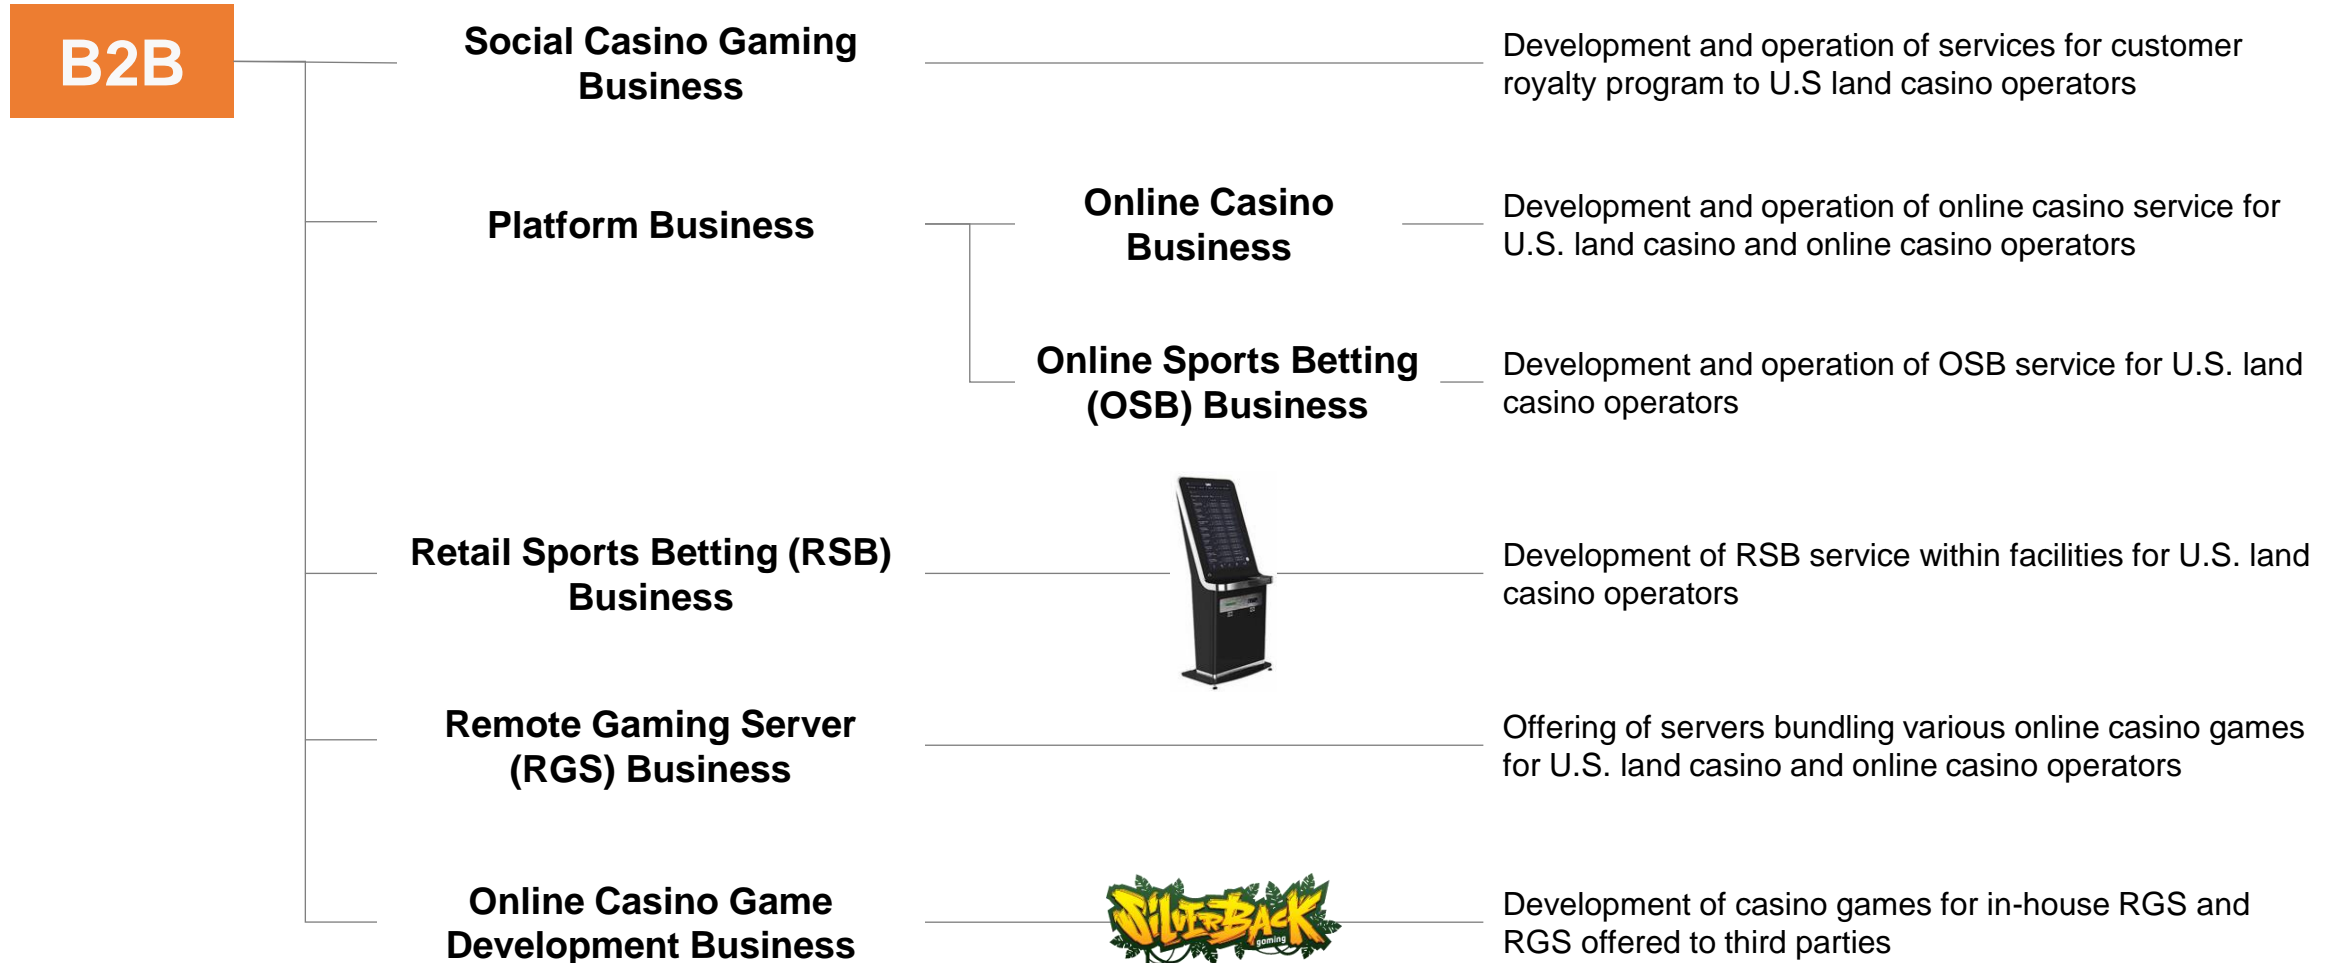 B2B
Social Casino Gaming
Business
Development and operation of services for customer
royalty program to U.S land casino operators
Platform Business
Online Casino
Business
Development and operation of online casino service for
U.S. land casino and online casino operators
Online Sports Betting
(OSB) Business
Development and operation of OSB service for U.S. land
casino operators
Retail Sports Betting (RSB)
Business
Development of RSB service within facilities for U.S. land
casino operators
Remote Gaming Server
(RGS) Business
Offering of servers bundling various online casino games
for U.S. land casino and online casino operators
Online Casino Game
Development Business
SILVERBACK
gaming
Development of casino games for in-house RGS and
RGS offered to third parties